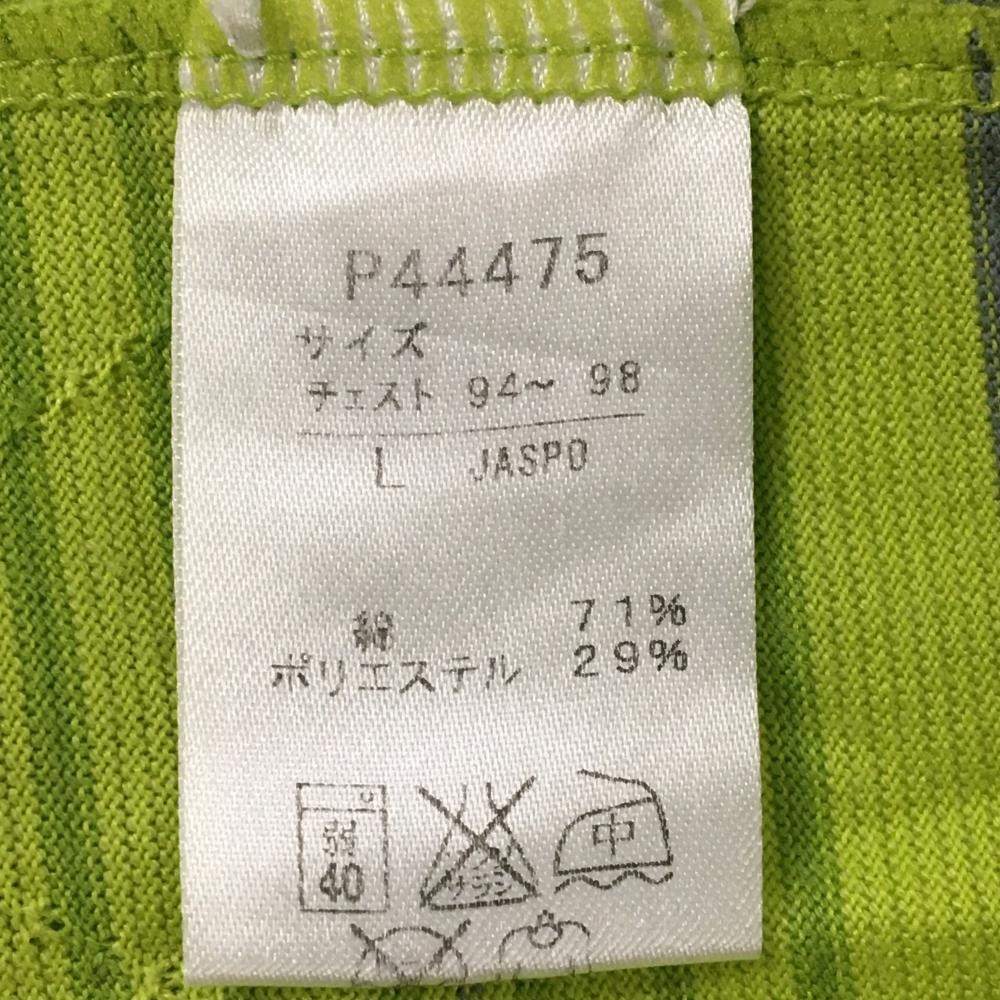 P44475
サイズ
チェスト 94~ 98
L JASPO
綿 71%
ポリエステル 29%
弱 40
中